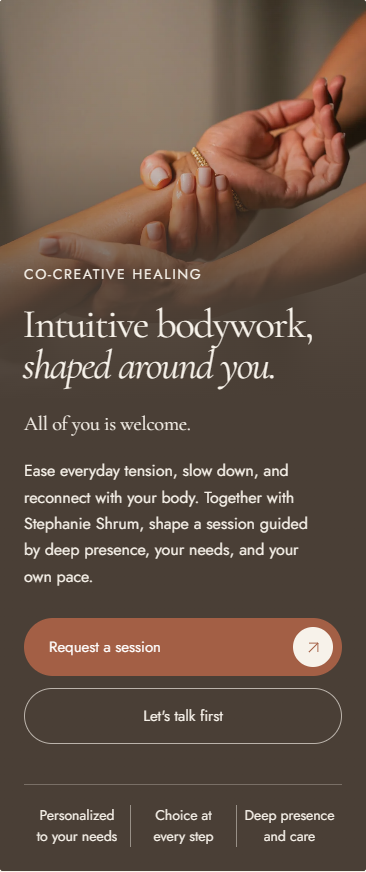 CO-CREATIVE HEALING
Intuitive bodywork,
shaped around you.
All of you is welcome.
Ease everyday tension, slow down, and
reconnect with your body. Together with
Stephanie Shrum, shape a session guided
by deep presence, your needs, and your
own pace.
Request a session
Let's talk first
Personalized
to your needs
Choice at
every step
Deep presence
and care